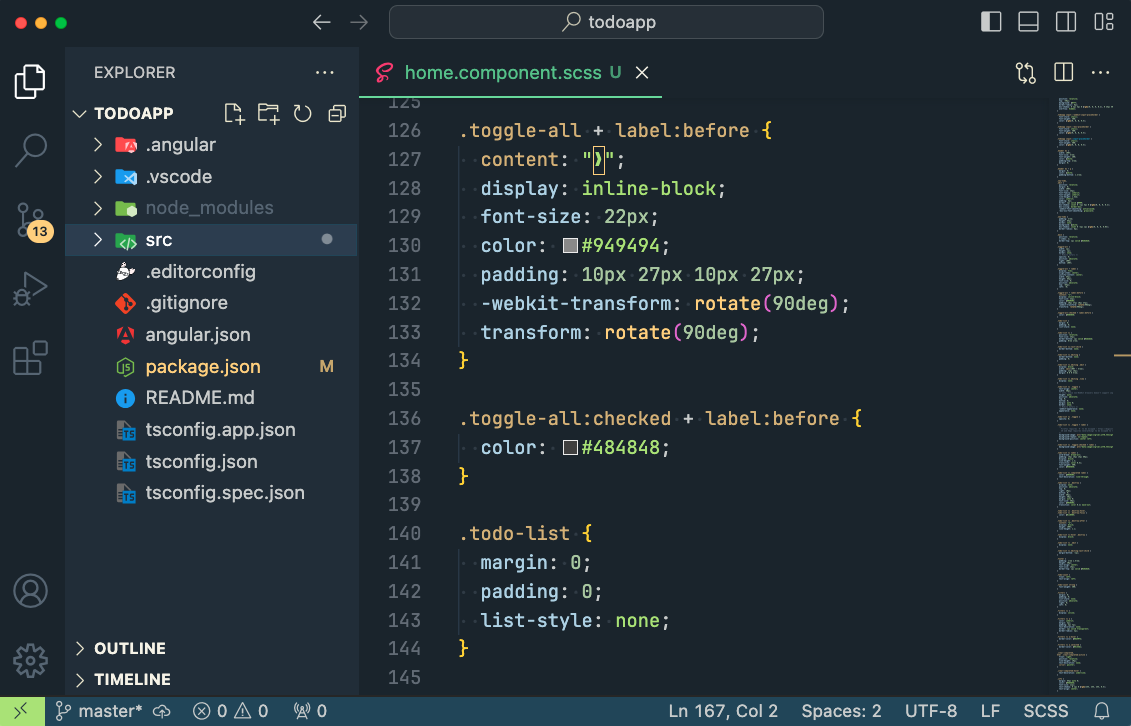 todoapp
EXPLORER
TODOAPP
.angular
.vscode
node_modules
src
.editorconfig
.gitignore
angular.json
package.json M
README.md
tsconfig.app.json
tsconfig.json
tsconfig.spec.json
OUTLINE
TIMELINE
13
home.component.scss U
125
126 .toggle-all + label:before {
127 content: "❯";
128 display: inline-block;
129 font-size: 22px;
130 color: #949494;
131 padding: 10px 27px 10px 27px;
132 -webkit-transform: rotate(90deg);
133 transform: rotate(90deg);
134 }
135
136 .toggle-all:checked + label:before {
137 color: #484848;
138 }
139
140 .todo-list {
141 margin: 0;
142 padding: 0;
143 list-style: none;
144 }
145
master* 0 0 0 Ln 167, Col 2 Spaces: 2 UTF-8 LF SCSS